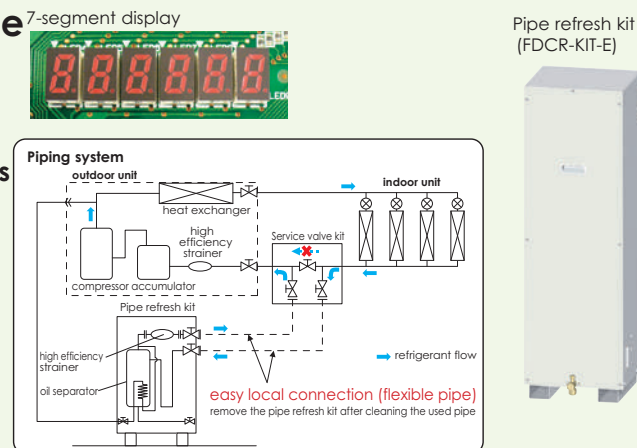 e
7-segment display
Pipe refresh kit
(FDCR-KIT-E)
s
Piping system
outdoor unit
indoor unit
heat exchanger
high
efficiency
strainer
Service valve kit
compressor accumulator
Pipe refresh kit
high efficiency
strainer
refrigerant flow
oil separator
easy local connection (flexible pipe)
remove the pipe refresh kit after cleaning the used pipe